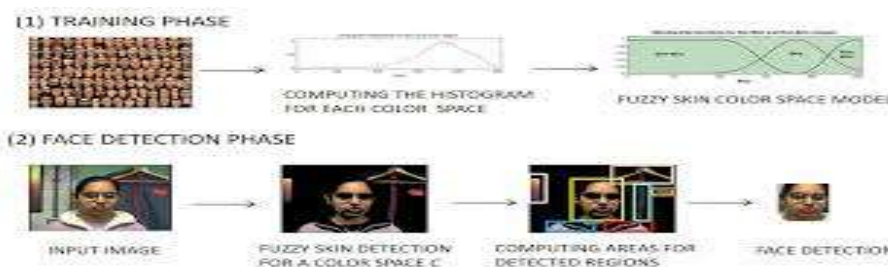 (1) TRAINING PHASE
COMPUTING THE HISTOGRAM
FOR EACH COLOR SPACE
FUZZY SKIN COLOR SPACE MODEL
(2) FACE DETECTION PHASE
INPUT IMAGE
FUZZY SKIN DETECTION
FOR A COLOR SPACE C
COMPUTING AREAS FOR
DETECTED REGIONS
FACE DETECTION